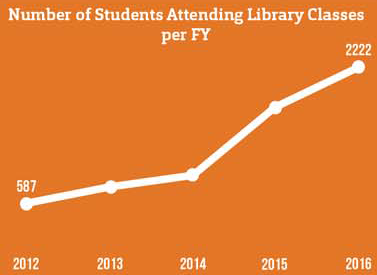 Number of Students Attending Library Classes
per FY
2222
587
2012 2013 2014 2015 2016